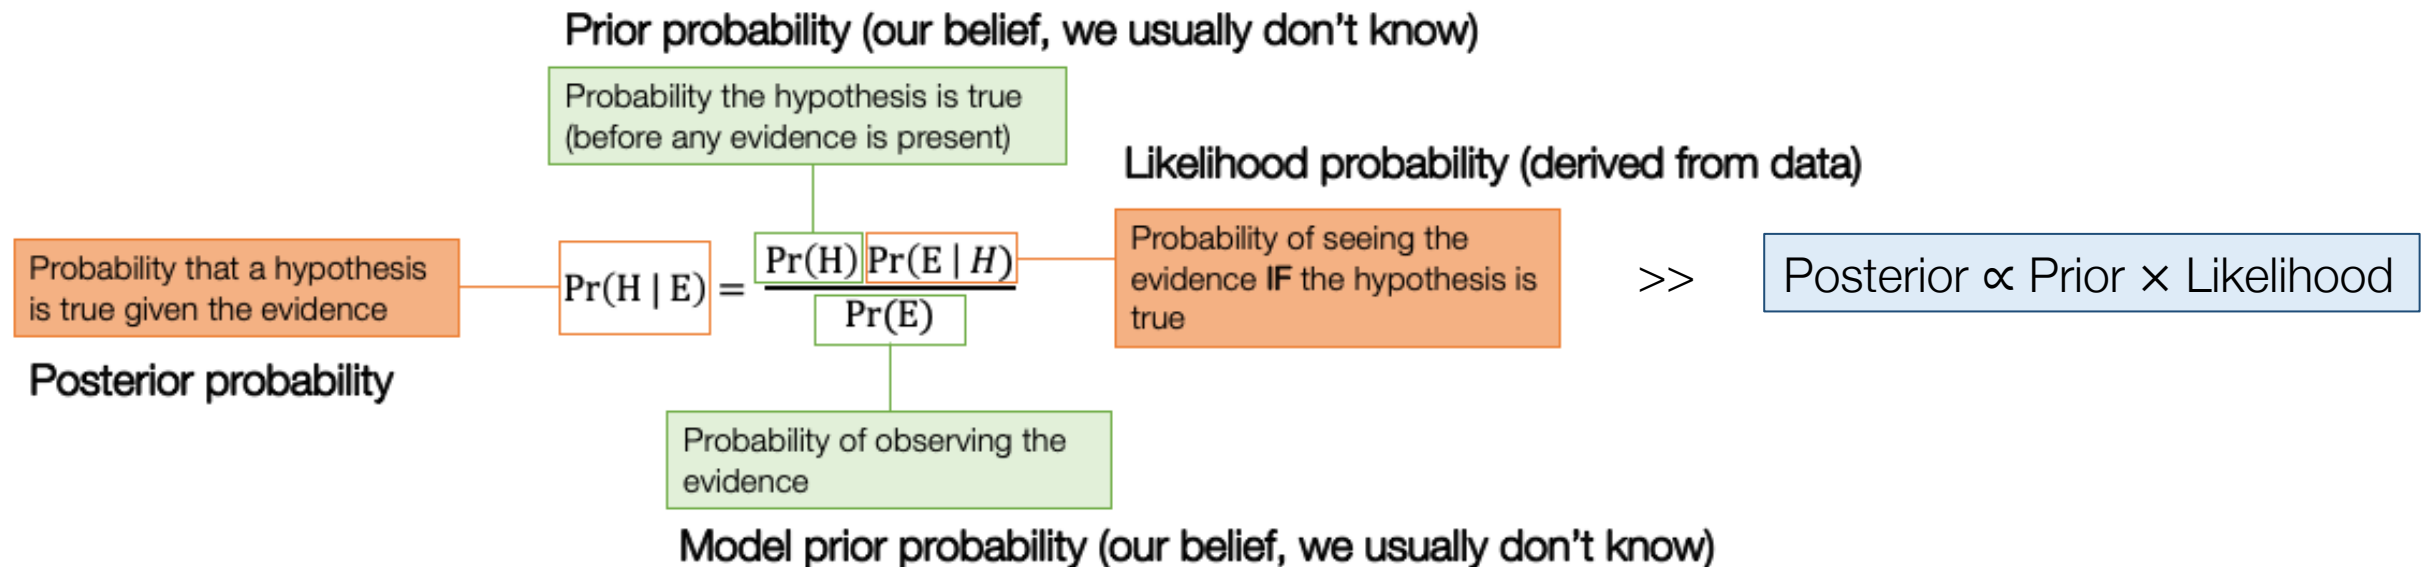 Prior probability (our belief, we usually don't know)
Probability the hypothesis is true
(before any evidence is present)
Likelihood probability (derived from data)
Probability that a hypothesis
is true given the evidence
Posterior probability
Pr(H | E) = Pr(H) Pr(E | H)
Pr(E)
Probability of seeing the
evidence IF the hypothesis is
true
>>
Posterior ∝ Prior × Likelihood
Probability of observing the
evidence
Model prior probability (our belief, we usually don't know)